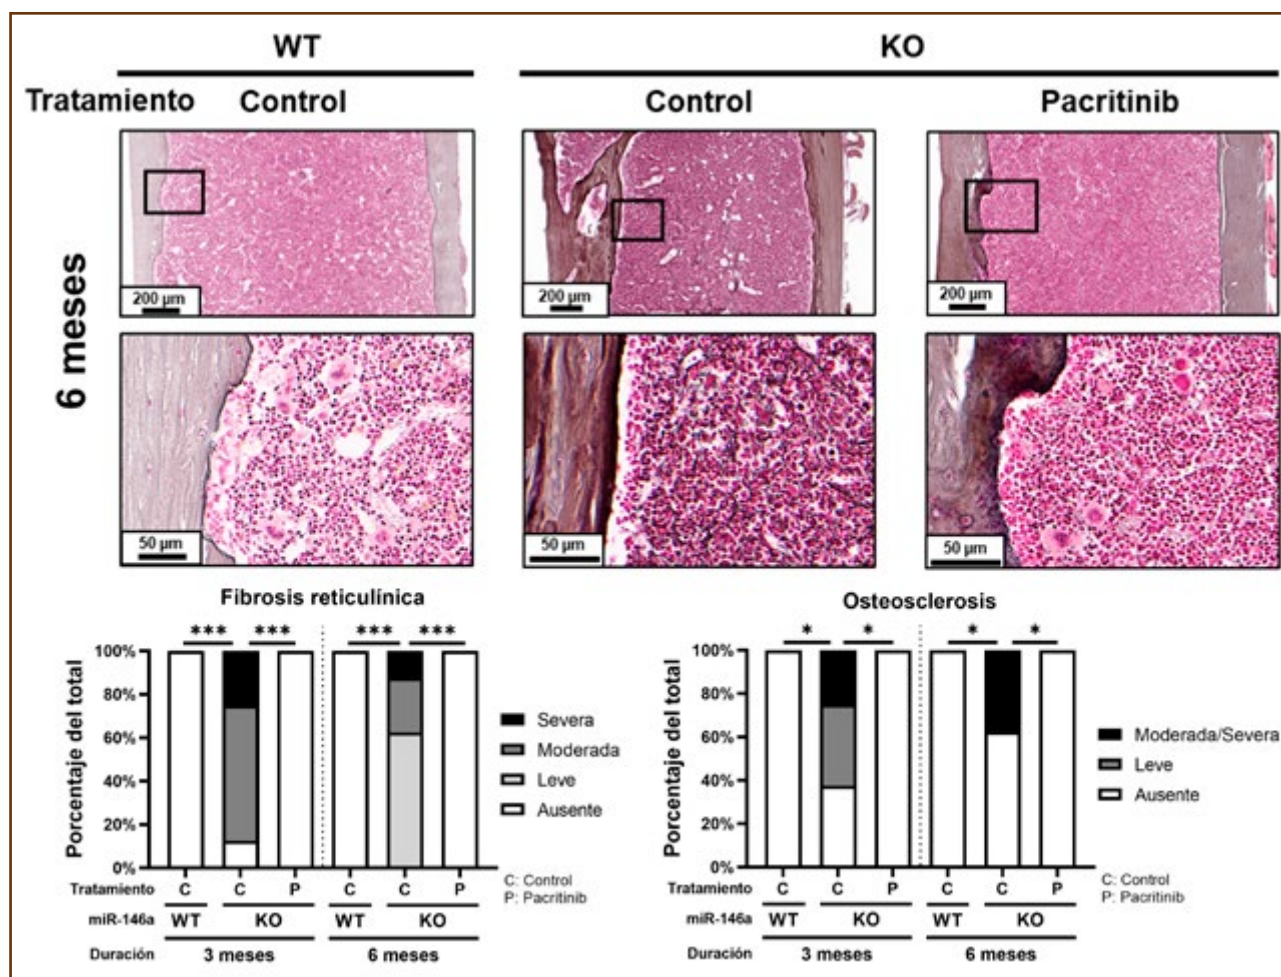 WT KO
Tratamiento Control Control Pacritinib
6 meses
200 µm 200 µm 200 µm
50 µm 50 µm 50 µm
Fibrosis reticulínica
*** *** *** ***
Porcentaje del total
100%
80%
60%
40%
20%
0%
Severa
Moderada
Leve
Ausente
Tratamiento C C P C C P
C: Control
P: Pacritinib
miR-146a WT KO WT KO
Duración 3 meses 6 meses
Osteosclerosis
* * * *
Porcentaje del total
100%
80%
60%
40%
20%
0%
Moderada/Severa
Leve
Ausente
Tratamiento C C P C C P
C: Control
P: Pacritinib
miR-146a WT KO WT KO
Duración 3 meses 6 meses